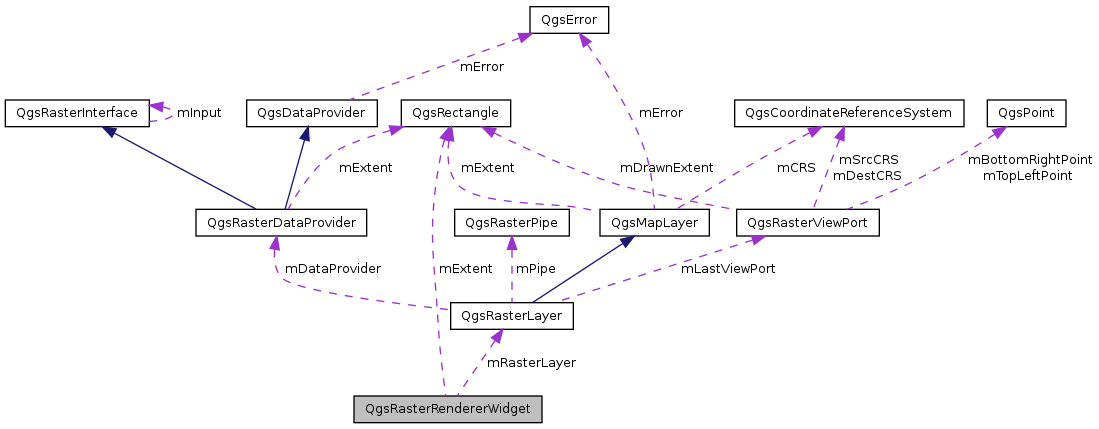 QgsError
mError
QgsRasterInterface
mInput
QgsDataProvider
QgsRectangle
mError
QgsCoordinateReferenceSystem
QgsPoint
mExtent
mExtent
mDrawnExtent
mCRS
mSrcCRS
mDestCRS
mBottomRightPoint
mTopLeftPoint
QgsRasterDataProvider
QgsRasterPipe
QgsMapLayer
QgsRasterViewPort
mDataProvider
mExtent
mPipe
mLastViewPort
QgsRasterLayer
mRasterLayer
QgsRasterRendererWidget